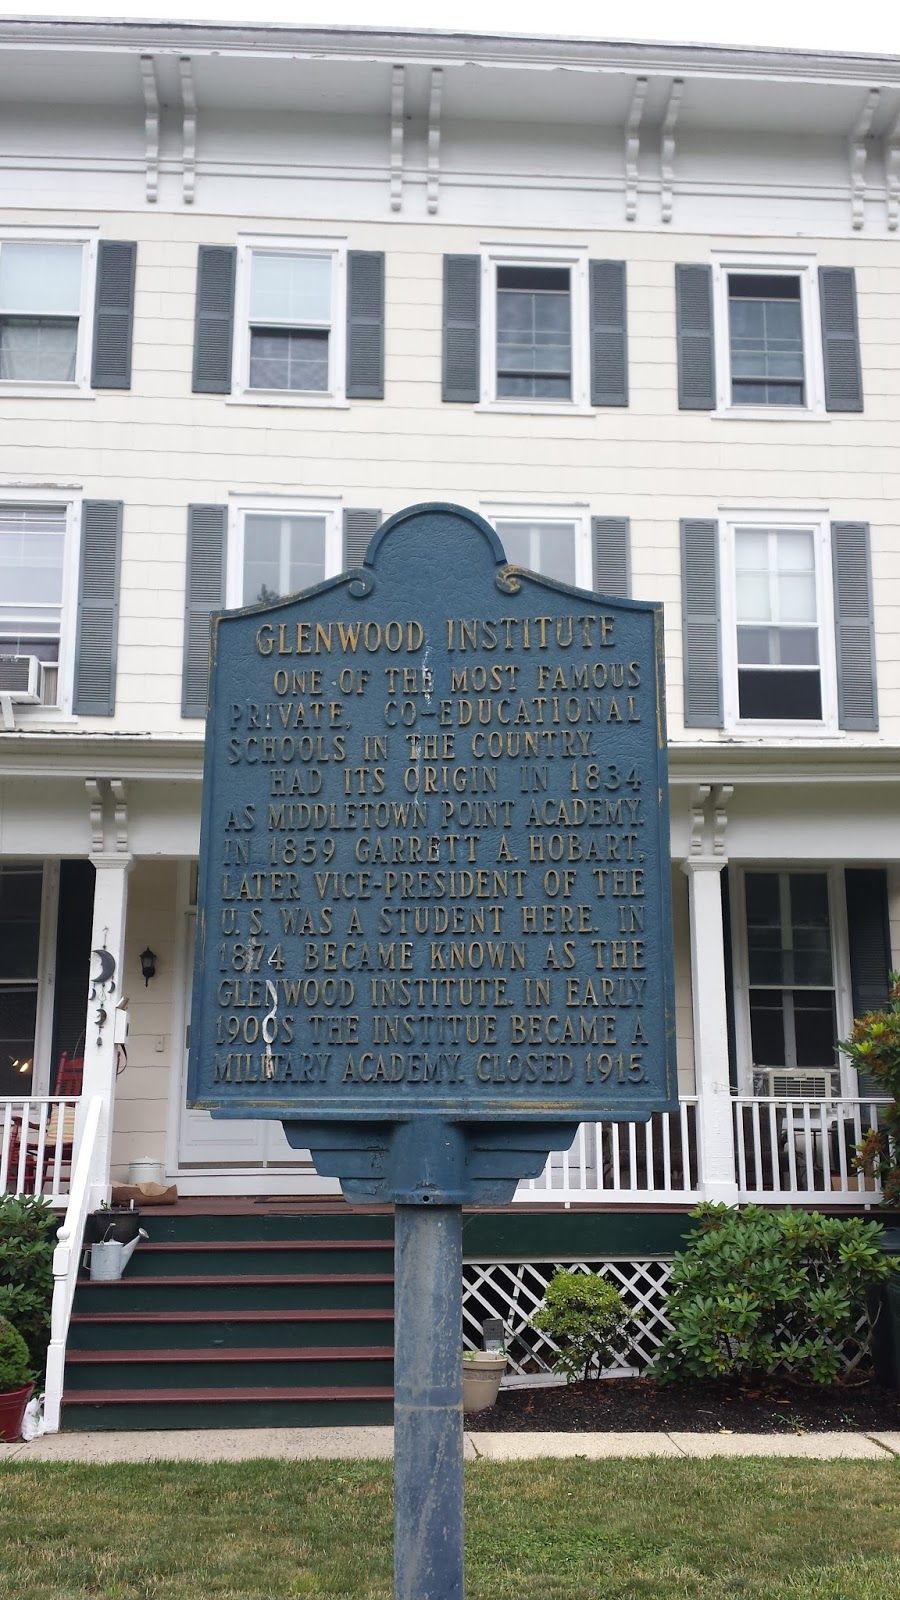 GLENWOOD INSTITUTE
ONE OF THE MOST FAMOUS
PRIVATE, CO-EDUCATIONAL
SCHOOLS IN THE COUNTRY.
HAD ITS ORIGIN IN 1834
AS MIDDLETOWN POINT ACADEMY.
IN 1859 GARRETT A. HOBART,
LATER VICE-PRESIDENT OF THE
U.S. WAS A STUDENT HERE. IN
1874 BECAME KNOWN AS THE
GLENWOOD INSTITUTE. IN EARLY
1900S THE INSTITUE BECAME A
MILITARY ACADEMY. CLOSED 1915.